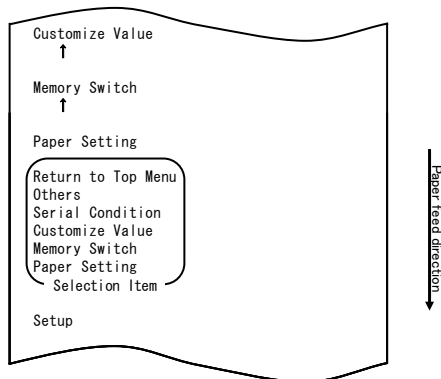 Customize Value
↑
Memory Switch
↑
Paper Setting
Return to Top Menu
Others
Serial Condition
Customize Value
Memory Switch
Paper Setting
Selection Item
Setup
Paper feed direction